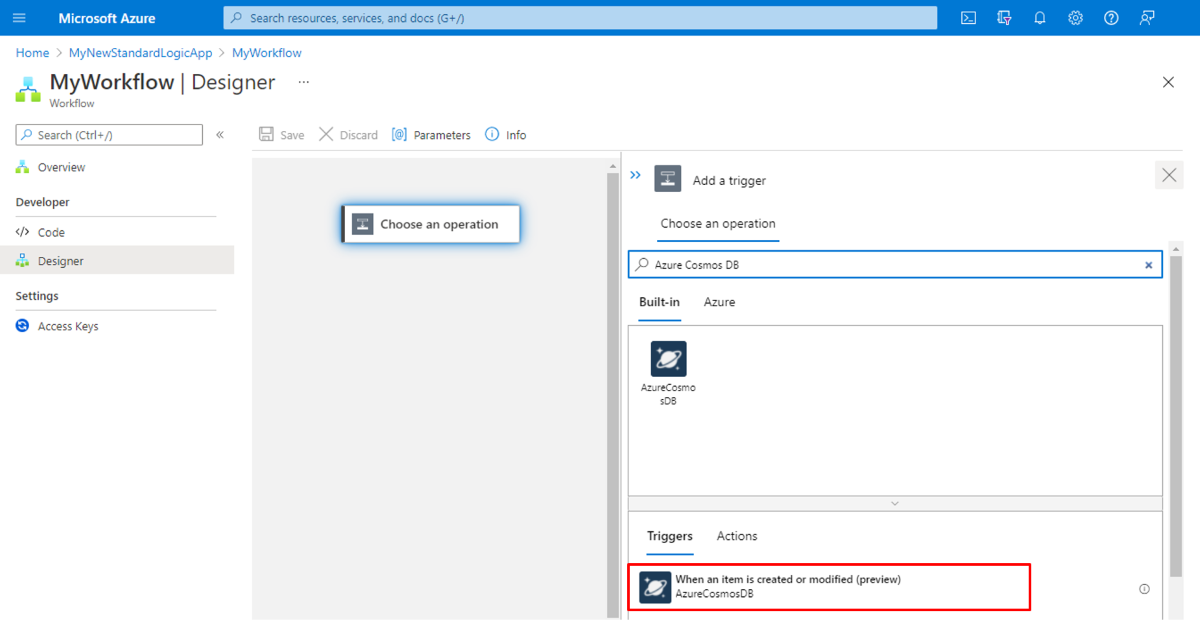 Microsoft Azure
Search resources, services, and docs (G+/)
Home > MyNewStandardLogicApp > MyWorkflow
MyWorkflow | Designer ...
Workflow
Search (Ctrl+/)
«
Save
Discard
Parameters
Info
Overview
Developer
Code
Designer
Settings
Access Keys
Choose an operation
Add a trigger
Choose an operation
Azure Cosmos DB
Built-in
Azure
AzureCosmo
sDB
Triggers
Actions
When an item is created or modified (preview)
AzureCosmosDB